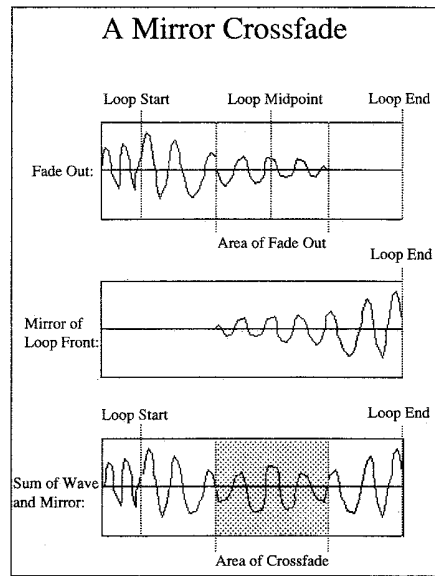 A Mirror Crossfade
Loop Start Loop Midpoint Loop End
Fade Out:
Area of Fade Out
Loop End
Mirror of
Loop Front:
Loop Start Loop End
Sum of Wave
and Mirror:
Area of Crossfade